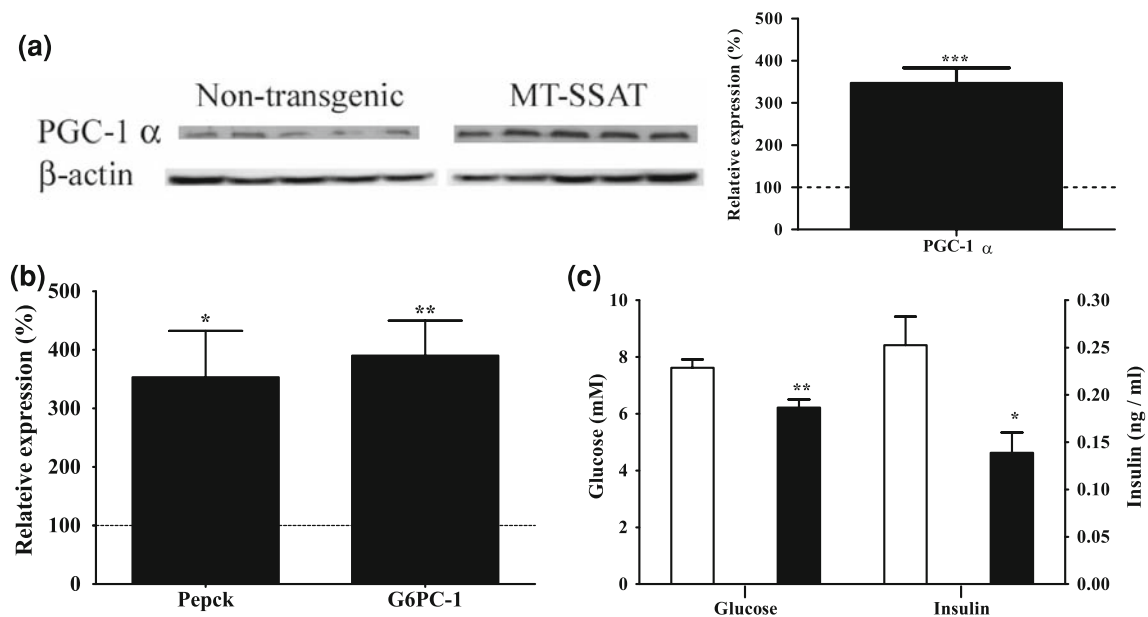 (a)
Non-transgenic MT-SSAT
PGC-1 α
β-actin
Relateive expression (%)
500
400
300
200
100
0
***
PGC-1 α
(b)
Relateive expression (%)
500
400
300
200
100
0
*
**
Pepck G6PC-1
(c)
Glucose (mM)
10
8
6
4
2
0
**
*
0.30
0.25
0.20
0.15
0.10
0.05
0.00
Insulin (ng / ml)
Glucose Insulin